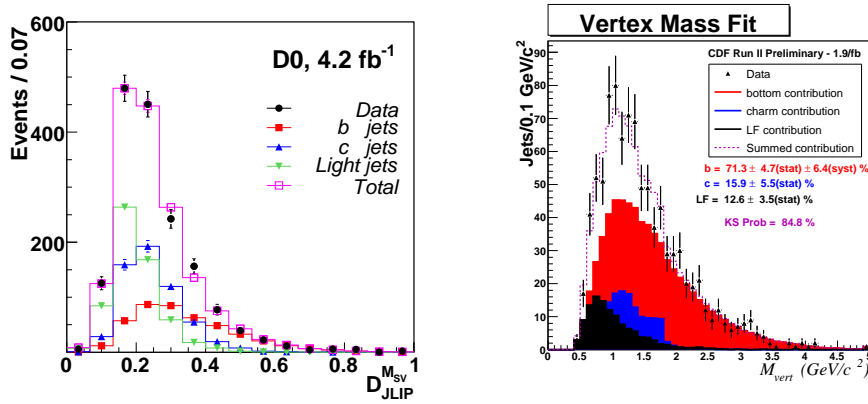 Events / 0.07
600
400
200
0
0 0.2 0.4 0.6 0.8 1
D0, 4.2 fb-1
Data
b jets
c jets
Light jets
Total
D M_SV JLIP
Vertex Mass Fit
Jets/0.1 GeV/c2
90
80
70
60
50
40
30
20
10
0
CDF Run II Preliminary - 1.9/fb
Data
bottom contribution
charm contribution
LF contribution
Summed contribution
b = 71.3 ± 4.7(stat) ± 6.4(syst) %
c = 15.9 ± 5.5(stat) %
LF = 12.6 ± 3.5(stat) %
KS Prob = 84.8 %
0 0.5 1 1.5 2 2.5 3 3.5 4 4.5 5
Mvert (GeV/c 2)